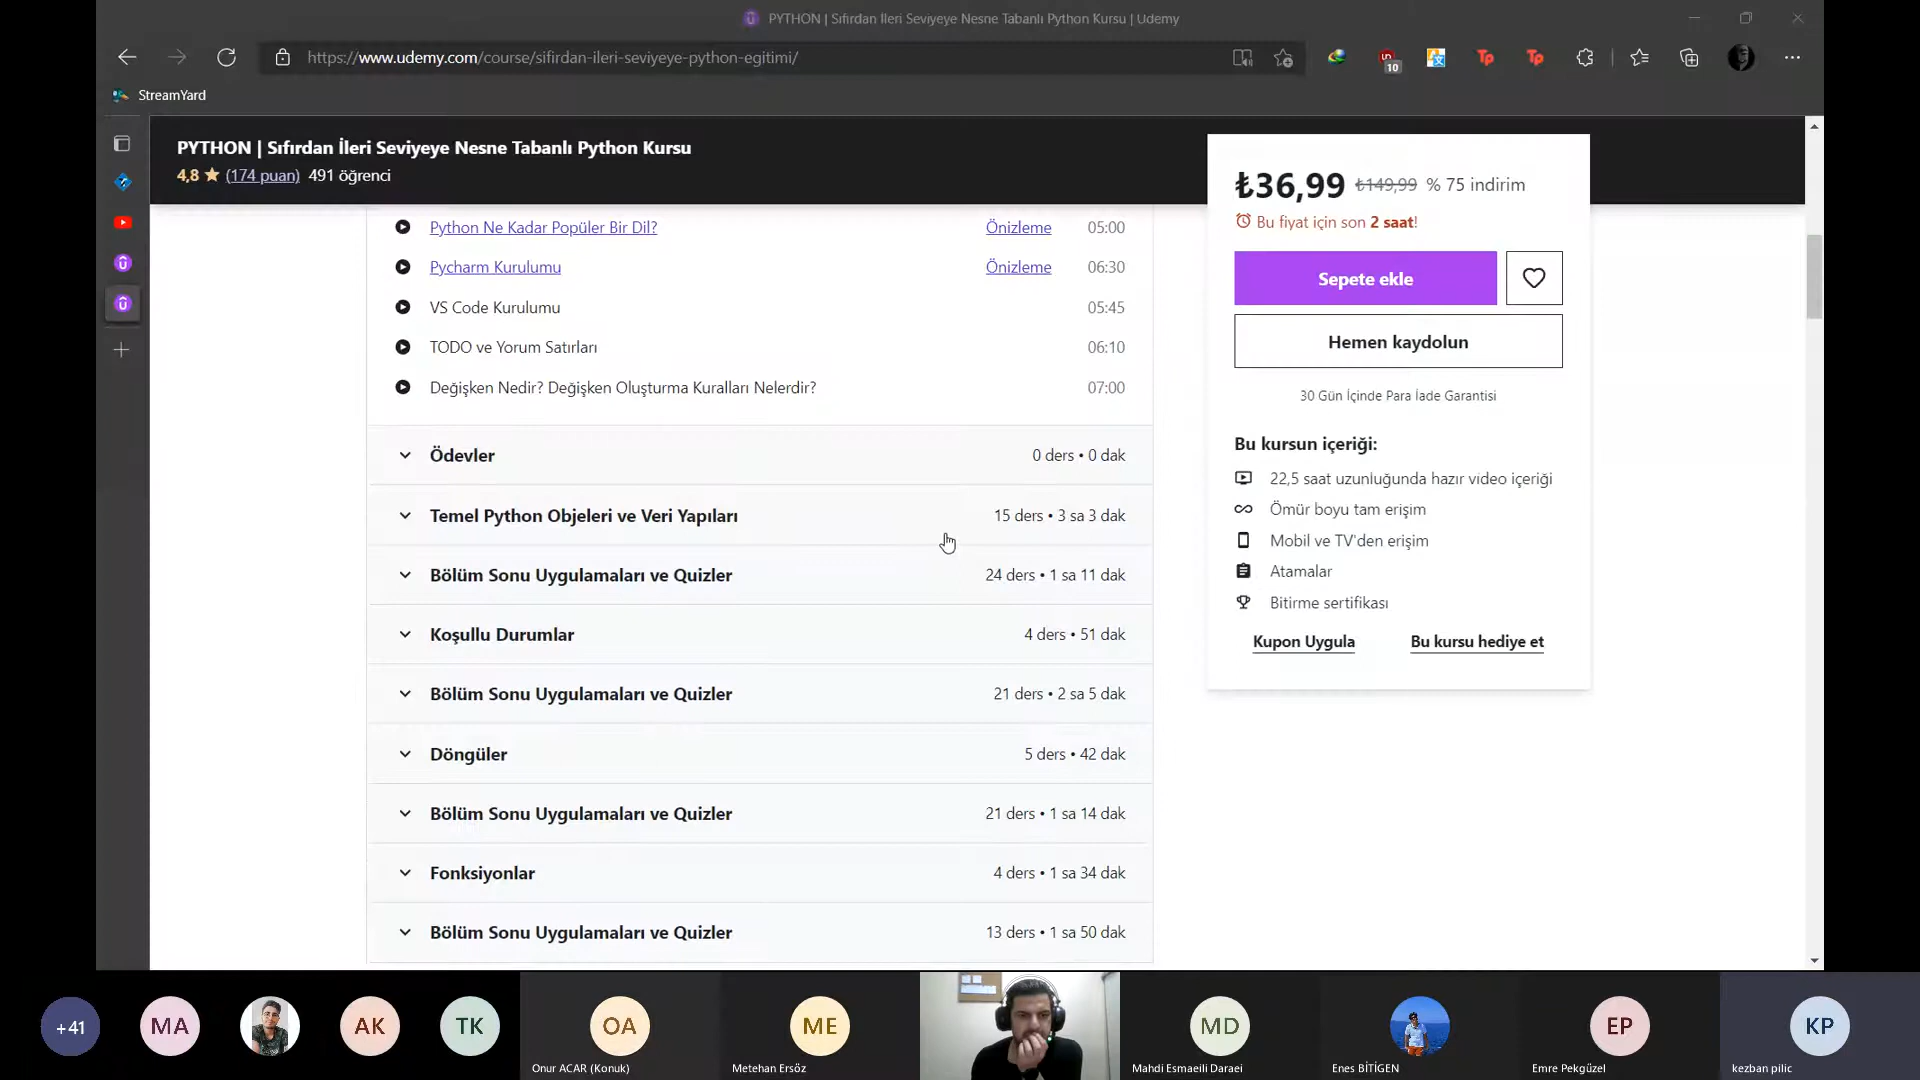 PYTHON | Sıfırdan İleri Seviyeye Nesne Tabanlı Python Kursu | Udemy
https://www.udemy.com/course/sifirdan-ileri-seviyeye-python-egitimi/
10
StreamYard
PYTHON | Sıfırdan İleri Seviyeye Nesne Tabanlı Python Kursu
4,8 (174 puan) 491 öğrenci
Python Ne Kadar Popüler Bir Dil? Önizleme 05:00
Pycharm Kurulumu Önizleme 06:30
VS Code Kurulumu 05:45
TODO ve Yorum Satırları 06:10
Değişken Nedir? Değişken Oluşturma Kuralları Nelerdir? 07:00
Ödevler 0 ders • 0 dak
Temel Python Objeleri ve Veri Yapıları 15 ders • 3 sa 3 dak
Bölüm Sonu Uygulamaları ve Quizler 24 ders • 1 sa 11 dak
Koşullu Durumlar 4 ders • 51 dak
Bölüm Sonu Uygulamaları ve Quizler 21 ders • 2 sa 5 dak
Döngüler 5 ders • 42 dak
Bölüm Sonu Uygulamaları ve Quizler 21 ders • 1 sa 14 dak
Fonksiyonlar 4 ders • 1 sa 34 dak
Bölüm Sonu Uygulamaları ve Quizler 13 ders • 1 sa 50 dak
₺36,99 ₺149,99 % 75 indirim
Bu fiyat için son 2 saat!
Sepete ekle
Hemen kaydolun
30 Gün İçinde Para İade Garantisi
Bu kursun içeriği:
22,5 saat uzunluğunda hazır video içeriği
Ömür boyu tam erişim
Mobil ve TV'den erişim
Atamalar
Bitirme sertifikası
Kupon Uygula Bu kursu hediye et
+41 MA AK TK OA ME MD EP KP
Onur ACAR (Konuk) Metehan Ersöz Mahdi Esmaeili Daraei Enes BİTİGEN Emre Pekgüzel kezban pilic